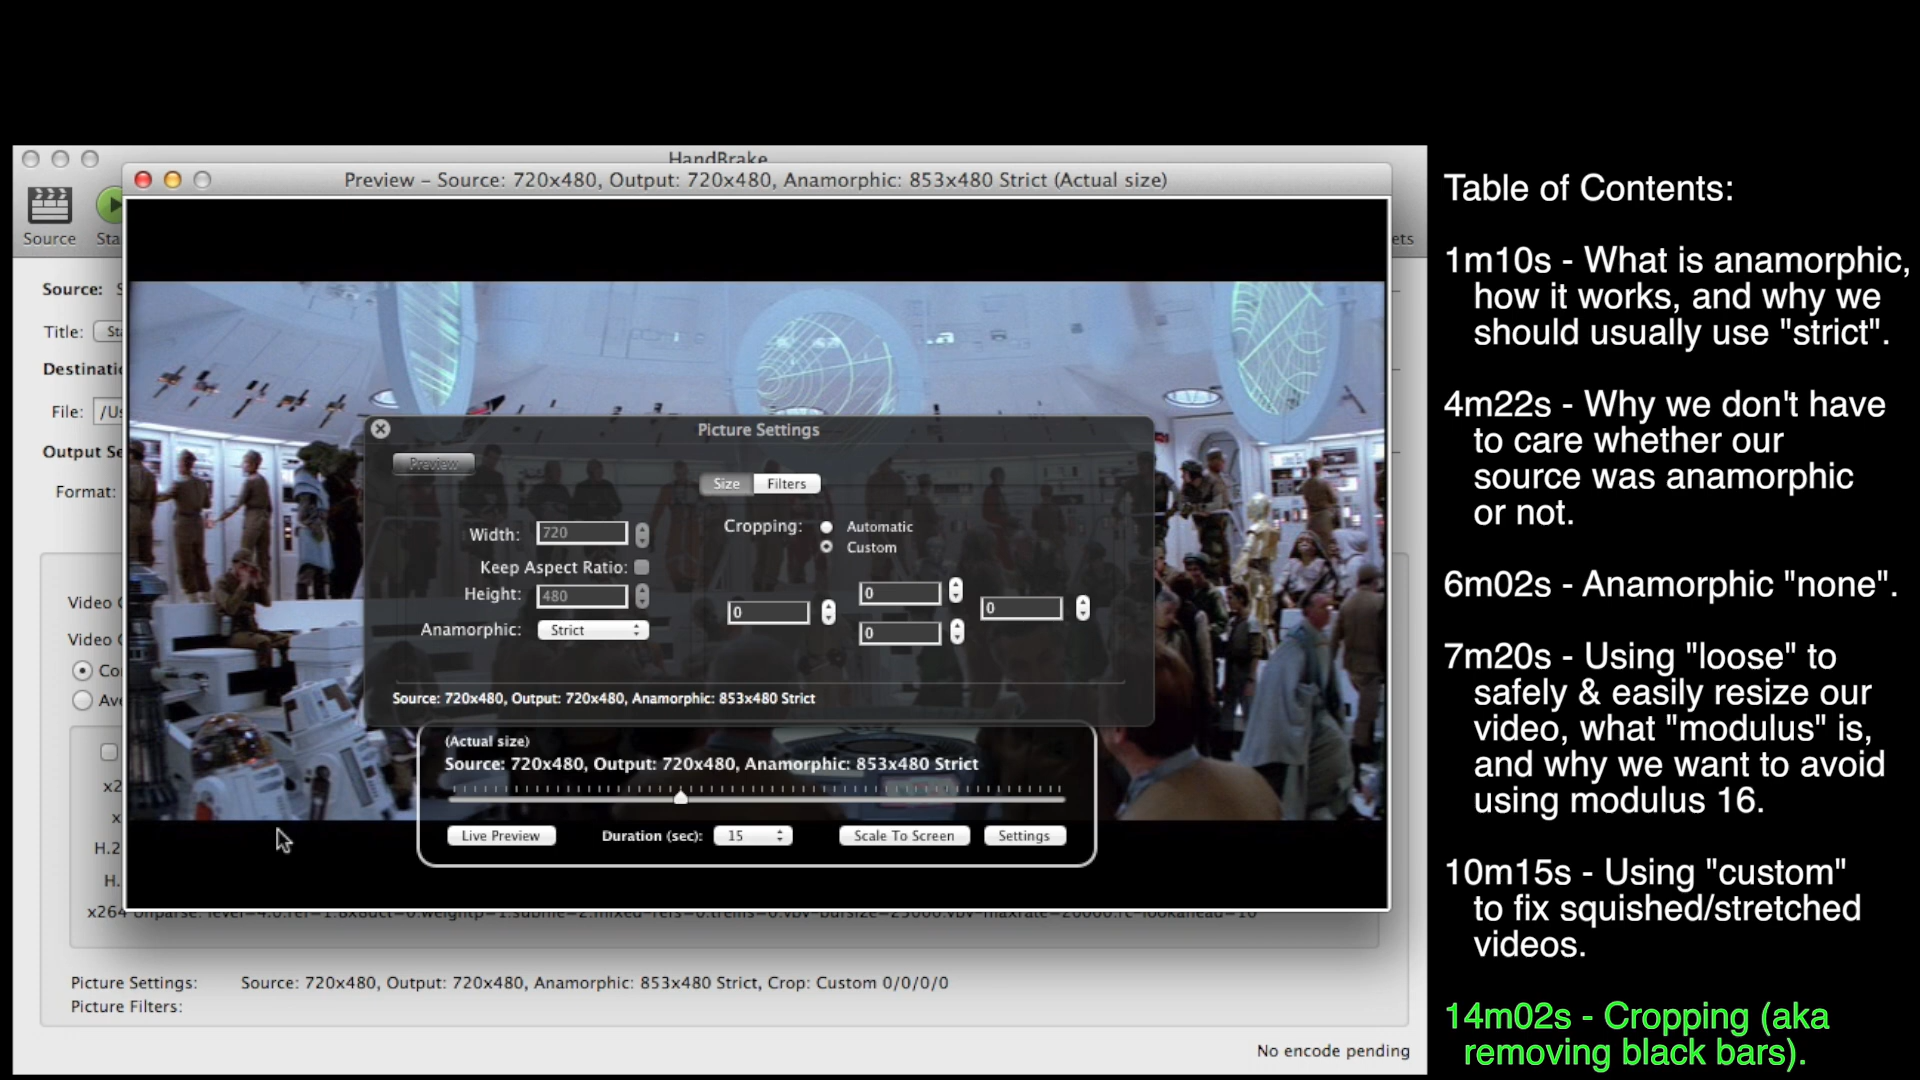 HandBrake
Preview – Source: 720x480, Output: 720x480, Anamorphic: 853x480 Strict (Actual size)
Source
Sta
ets
Source: S
Title: Sta
Destinatio
File: /Us
Output Se
Format:
Video
Video
Co
Ave
x2
x
H.2
H.
x264
Picture Settings
Preview
Size Filters
Width: 720
Keep Aspect Ratio:
Height: 480
Anamorphic: Strict
Cropping: Automatic
Custom
0
0
0
0
Source: 720x480, Output: 720x480, Anamorphic: 853x480 Strict
(Actual size)
Source: 720x480, Output: 720x480, Anamorphic: 853x480 Strict
Live Preview Duration (sec): 15 Scale To Screen Settings
Picture Settings: Source: 720x480, Output: 720x480, Anamorphic: 853x480 Strict, Crop: Custom 0/0/0/0
Picture Filters:
No encode pending
Table of Contents:
1m10s - What is anamorphic,
how it works, and why we
should usually use "strict".
4m22s - Why we don't have
to care whether our
source was anamorphic
or not.
6m02s - Anamorphic "none".
7m20s - Using "loose" to
safely & easily resize our
video, what "modulus" is,
and why we want to avoid
using modulus 16.
10m15s - Using "custom"
to fix squished/stretched
videos.
14m02s - Cropping (aka
removing black bars).